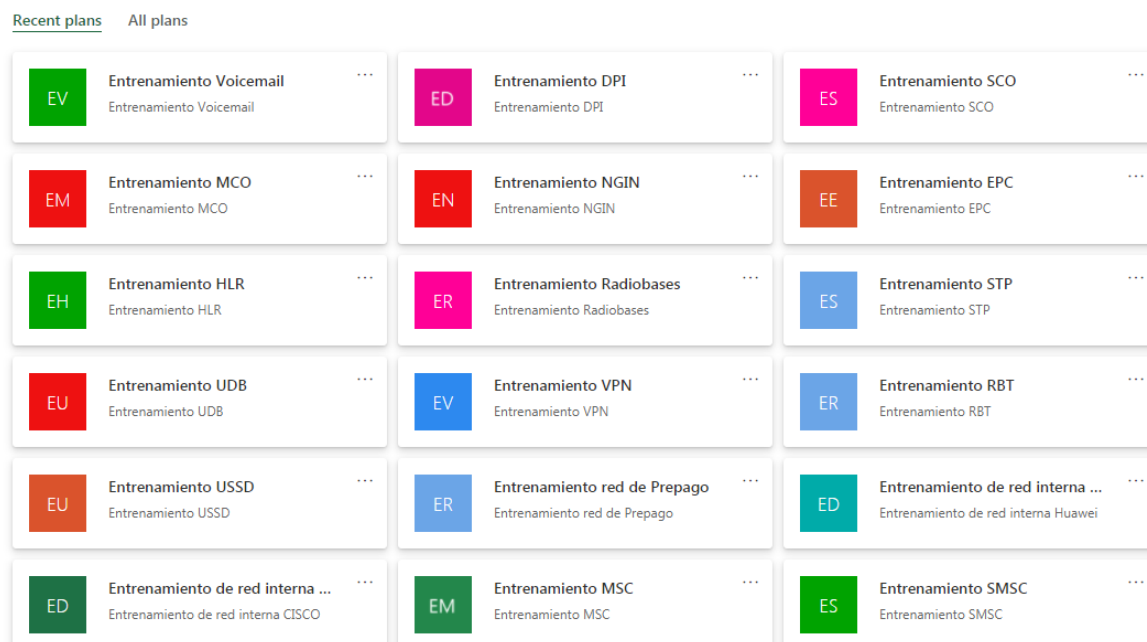 Recent plans All plans
EV Entrenamiento Voicemail ...
Entrenamiento Voicemail
ED Entrenamiento DPI ...
Entrenamiento DPI
ES Entrenamiento SCO ...
Entrenamiento SCO
EM Entrenamiento MCO ...
Entrenamiento MCO
EN Entrenamiento NGIN ...
Entrenamiento NGIN
EE Entrenamiento EPC ...
Entrenamiento EPC
EH Entrenamiento HLR ...
Entrenamiento HLR
ER Entrenamiento Radiobases ...
Entrenamiento Radiobases
ES Entrenamiento STP ...
Entrenamiento STP
EU Entrenamiento UDB ...
Entrenamiento UDB
EV Entrenamiento VPN ...
Entrenamiento VPN
ER Entrenamiento RBT ...
Entrenamiento RBT
EU Entrenamiento USSD ...
Entrenamiento USSD
ER Entrenamiento red de Prepago ...
Entrenamiento red de Prepago
ED Entrenamiento de red interna ... ...
Entrenamiento de red interna Huawei
ED Entrenamiento de red interna ... ...
Entrenamiento de red interna CISCO
EM Entrenamiento MSC ...
Entrenamiento MSC
ES Entrenamiento SMSC ...
Entrenamiento SMSC